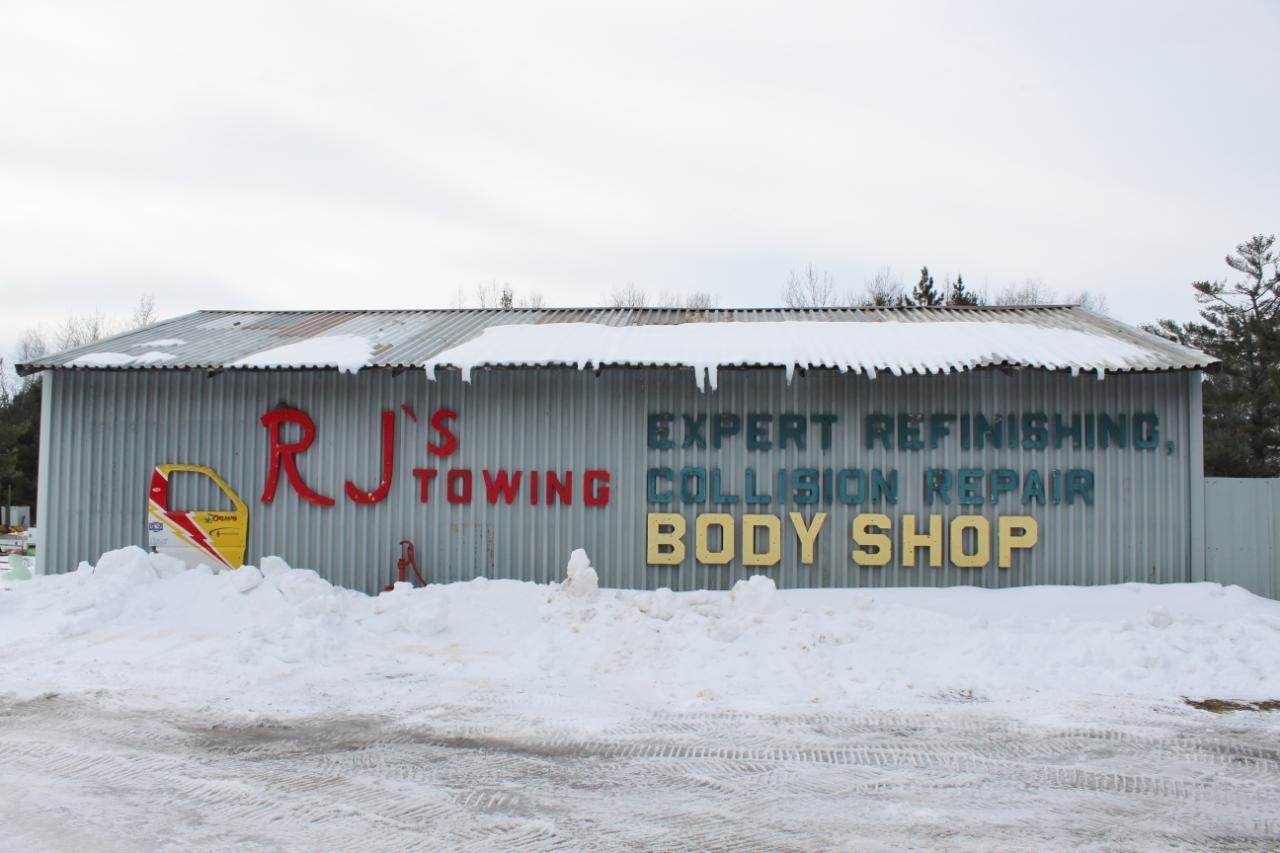 RJ's
TOWING
EXPERT REFINISHING,
COLLISION REPAIR
BODY SHOP